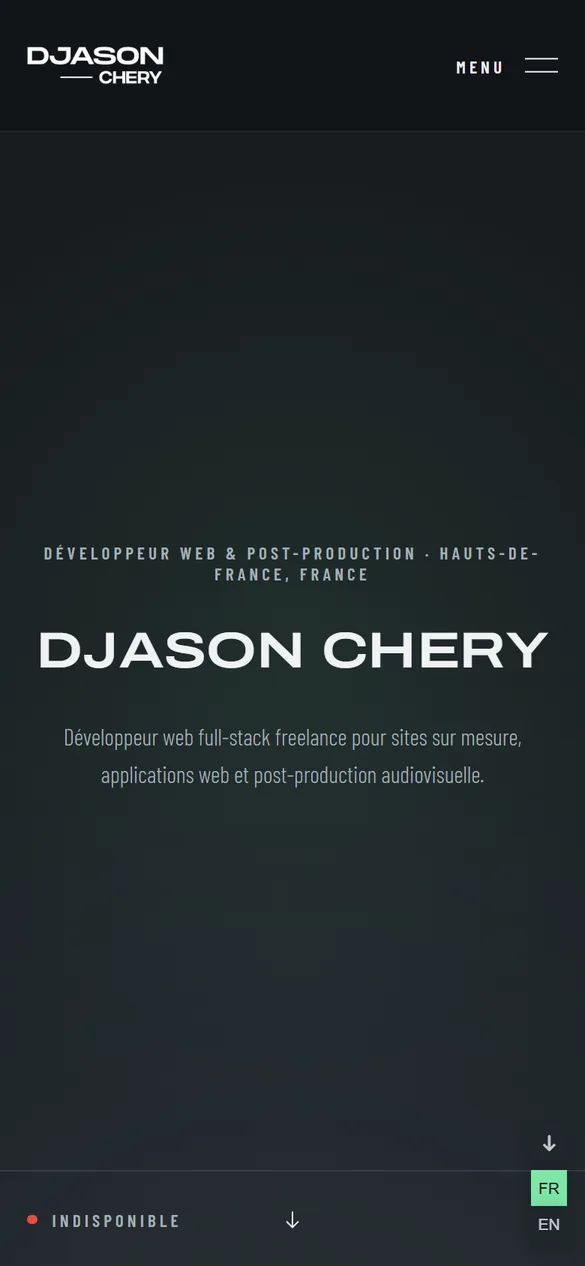 DJASON
CHERY
MENU
DÉVELOPPEUR WEB & POST-PRODUCTION · HAUTS-DE-
FRANCE, FRANCE
DJASON CHERY
Développeur web full-stack freelance pour sites sur mesure,
applications web et post-production audiovisuelle.
FR
INDISPONIBLE
EN